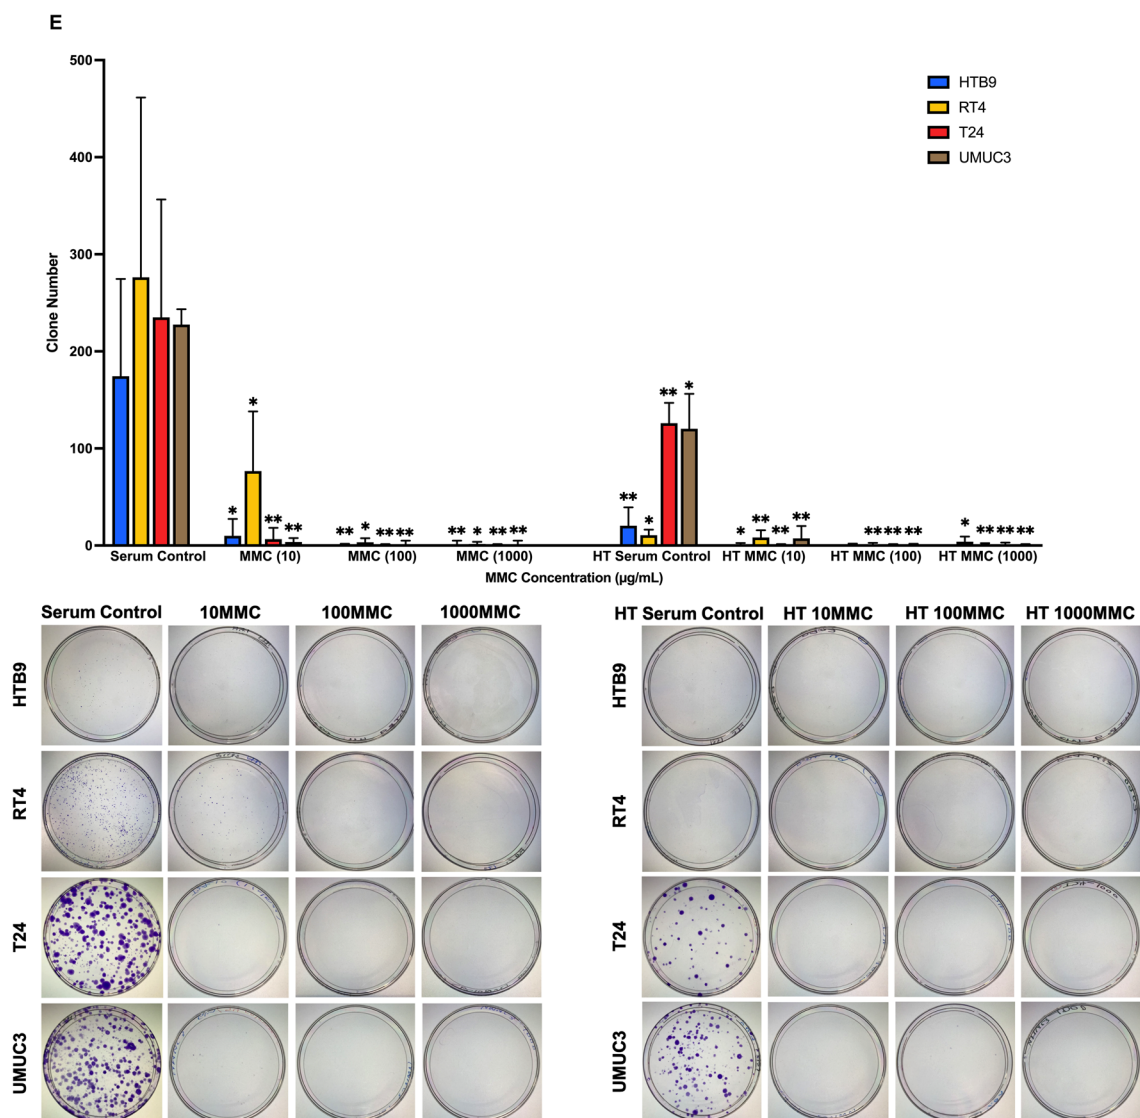 E
500
400
300
200
100
0
Clone Number
HTB9
RT4
T24
UMUC3
* * ** **
** * ** **
** * ** **
** * ** *
* ** ** **
** ** **
* ** ** **
Serum Control MMC (10) MMC (100) MMC (1000) HT Serum Control HT MMC (10) HT MMC (100) HT MMC (1000)
MMC Concentration (µg/mL)
Serum Control 10MMC 100MMC 1000MMC
HTB9
RT4
T24
UMUC3
HT Serum Control HT 10MMC HT 100MMC HT 1000MMC
HTB9
RT4
T24
UMUC3